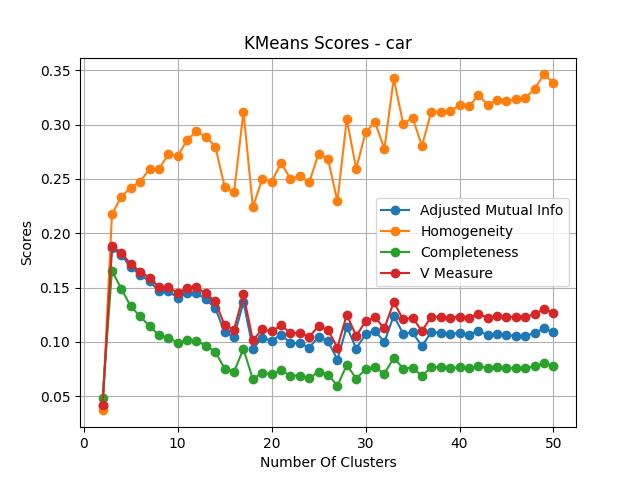 KMeans Scores - car
Scores
0.35
0.30
0.25
0.20
0.15
0.10
0.05
Adjusted Mutual Info
Homogeneity
Completeness
V Measure
0 10 20 30 40 50
Number Of Clusters